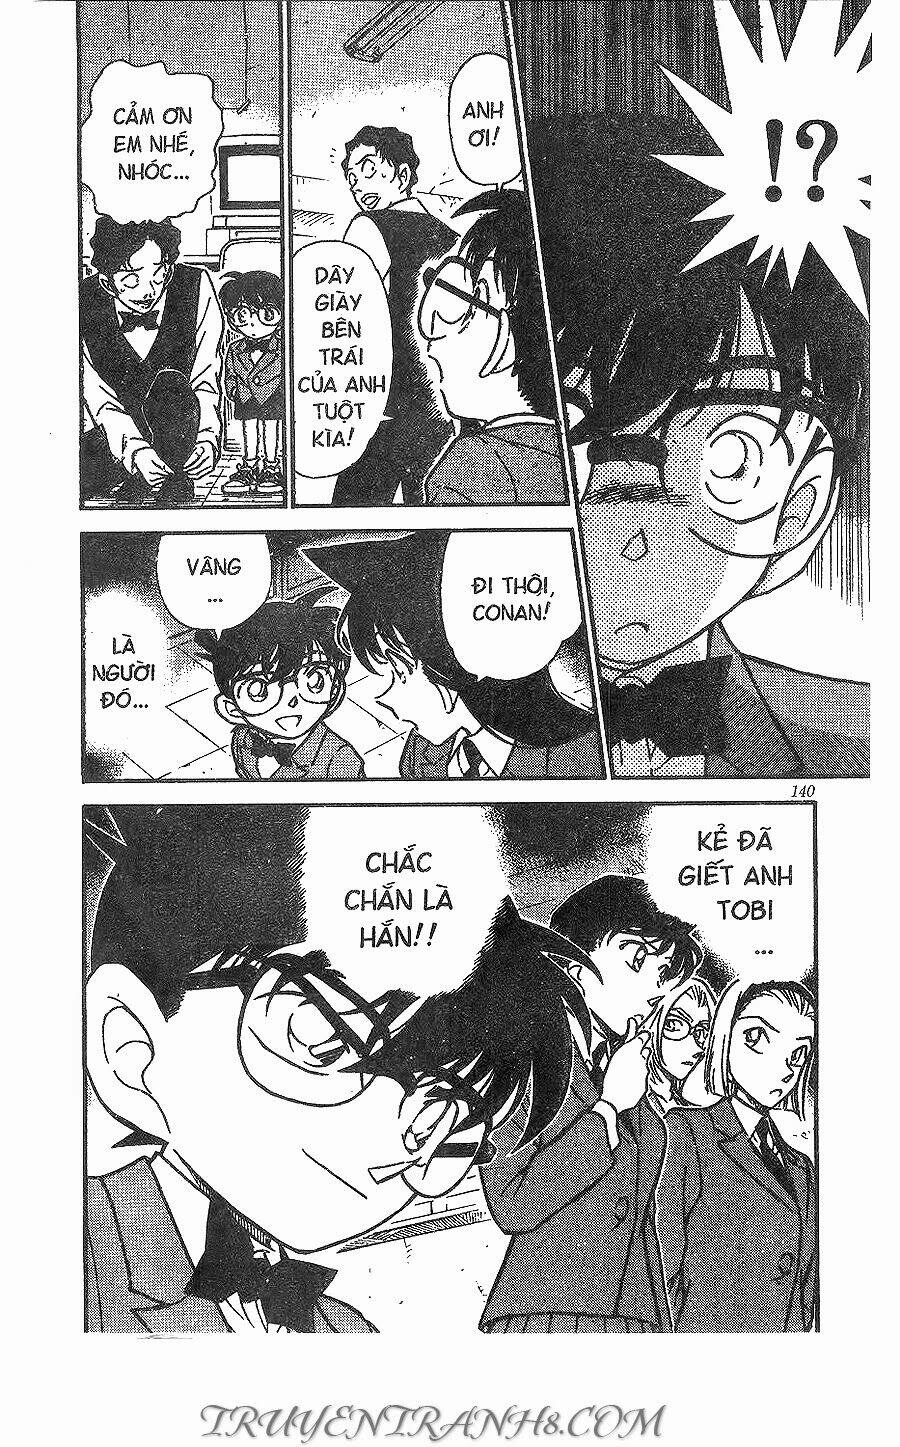 !?
ANH
ƠI!
DÂY
GIÀY
BÊN
TRÁI
CỦA ANH
TUỘT
KÌA!
CẢM ƠN
EM NHÉ,
NHÓC...
ĐI THÔI,
CONAN!
VÂNG
...
LÀ
NGƯỜI
ĐÓ...
140
KẺ ĐÃ
GIẾT ANH
TOBI
...
CHẮC
CHẮN LÀ
HẮN!!
TRUYENTRANH8.COM